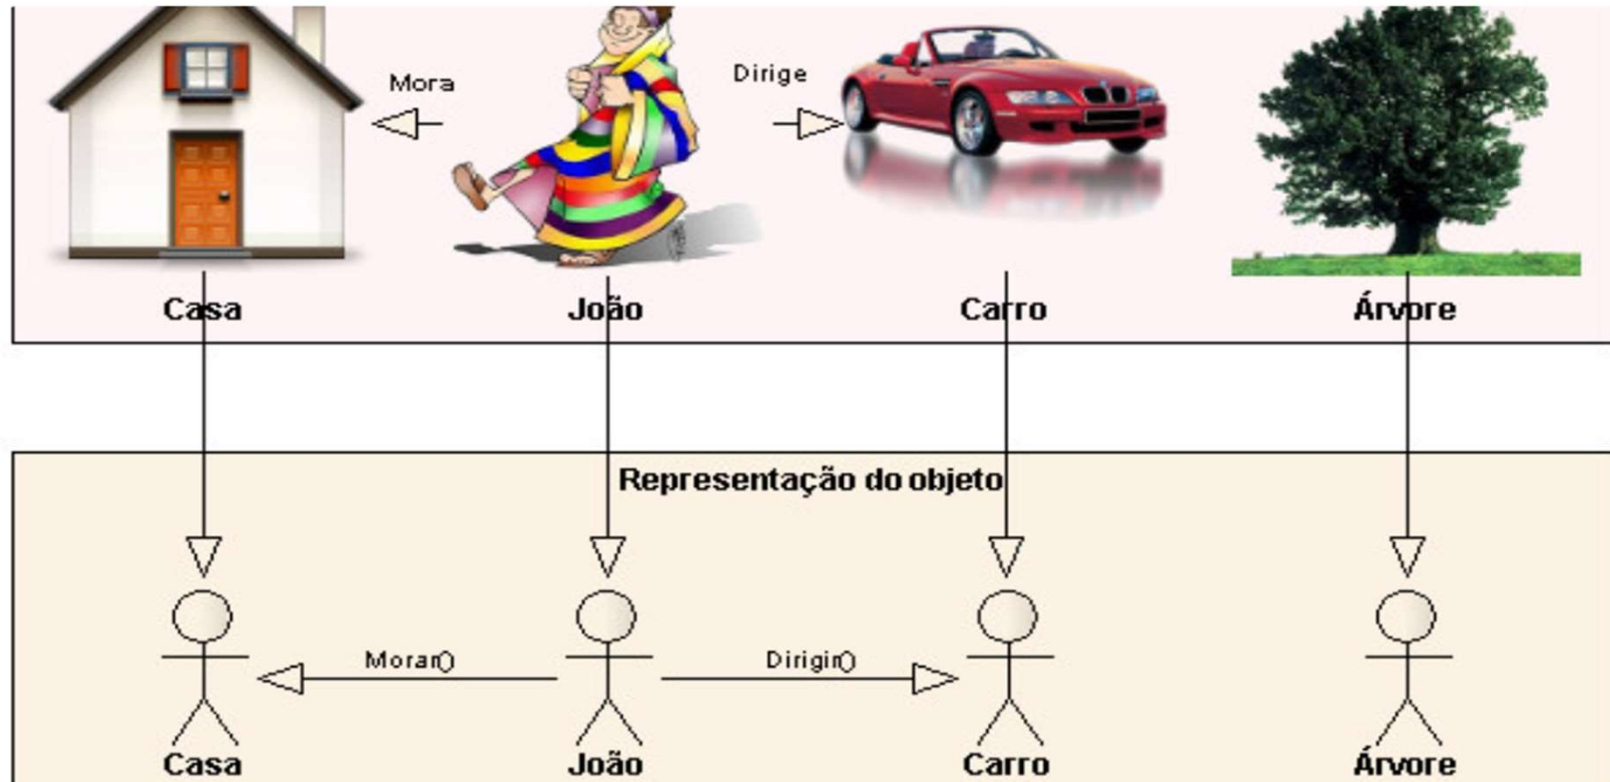 Mora
Dirige
Casa João Carro Árvore
Representação do objeto
Morar() Dirigir()
Casa João Carro Árvore